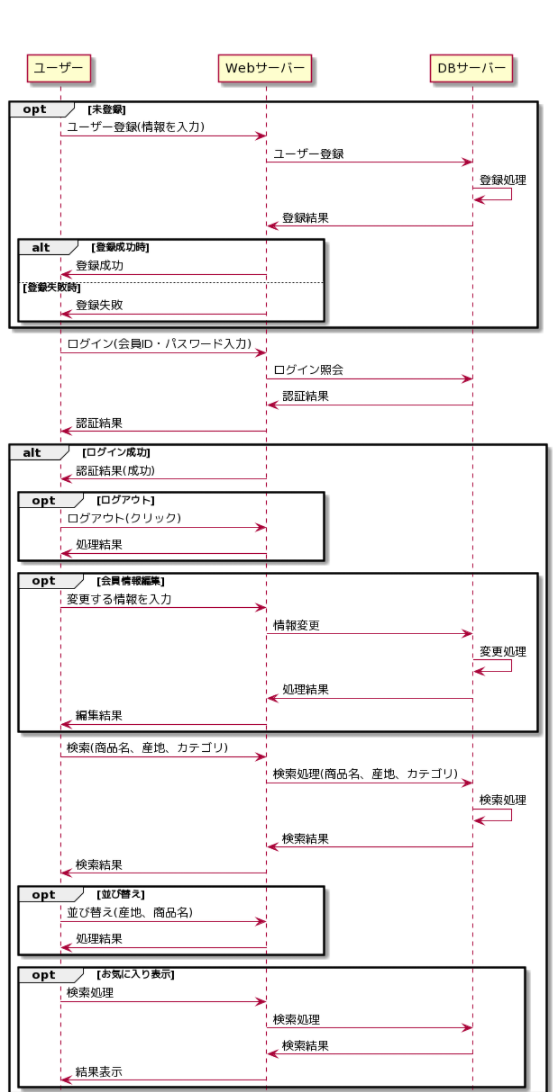 ユーザー
Webサーバー
DBサーバー
opt [未登録]
ユーザー登録(情報を入力)
ユーザー登録
登録処理
登録結果
alt [登録成功時]
登録成功
[登録失敗時]
登録失敗
ログイン(会員ID・パスワード入力)
ログイン照会
認証結果
認証結果
alt [ログイン成功]
認証結果(成功)
opt [ログアウト]
ログアウト(クリック)
処理結果
opt [会員情報編集]
変更する情報を入力
情報変更
変更処理
処理結果
編集結果
検索(商品名、産地、カテゴリ)
検索処理(商品名、産地、カテゴリ)
検索処理
検索結果
検索結果
opt [並び替え]
並び替え(産地、商品名)
処理結果
opt [お気に入り表示]
検索処理
検索処理
検索結果
結果表示